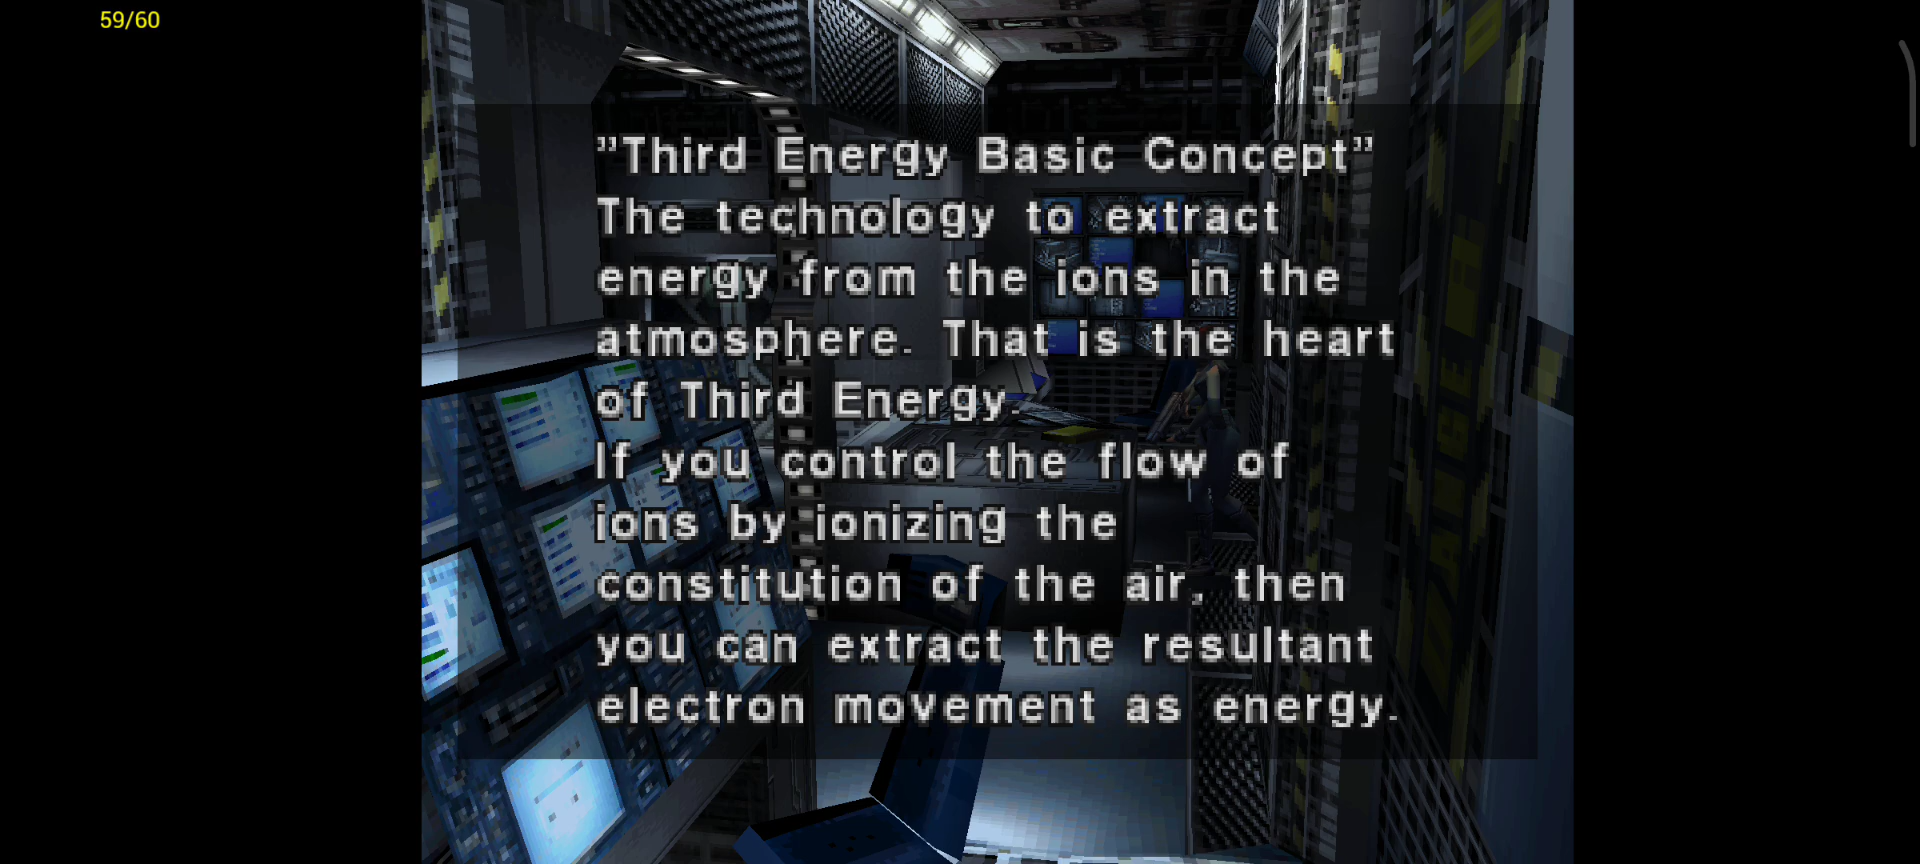 59/60
"Third Energy Basic Concept"
The technology to extract
energy from the ions in the
atmosphere. That is the heart
of Third Energy.
If you control the flow of
ions by ionizing the
constitution of the air, then
you can extract the resultant
electron movement as energy.